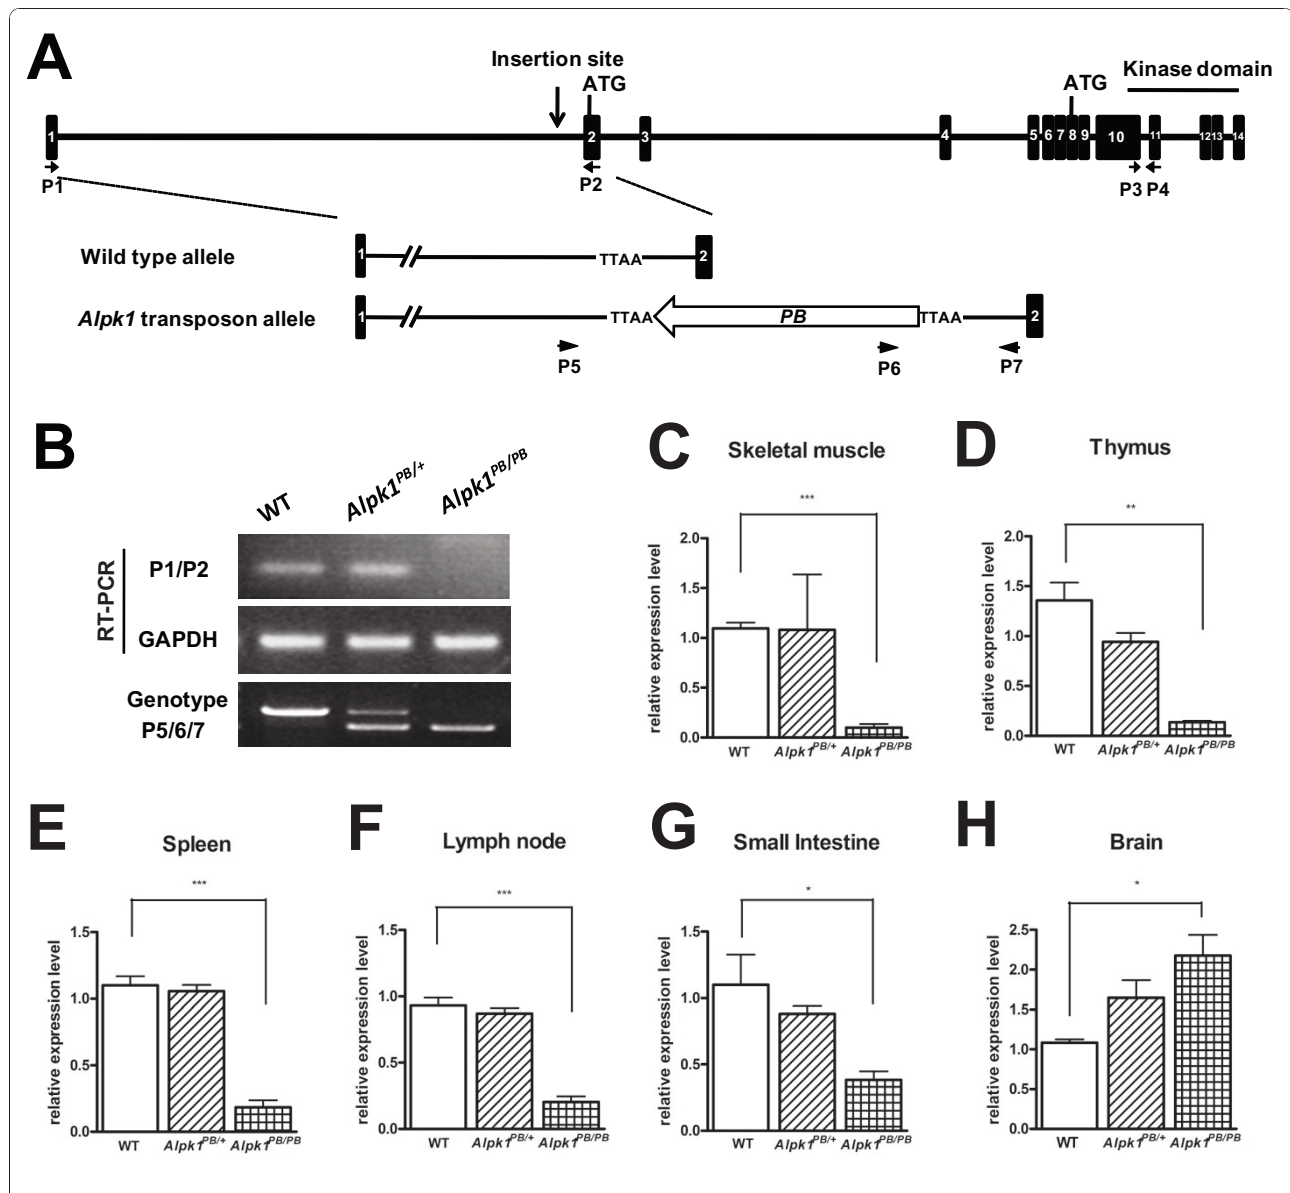 A
Insertion site
ATG
ATG
Kinase domain
1 2 3 4 5 6 7 8 9 10 11 12 13 14
P1
P2
P3 P4
Wild type allele
1 TTAA 2
Alpk1 transposon allele
1 TTAA PB TTAA 2
P5 P6 P7
B
WT Alpk1PB/+ Alpk1PB/PB
RT-PCR
P1/P2
GAPDH
Genotype
P5/6/7
C
Skeletal muscle
***
relative expression level
2.0
1.5
1.0
0.5
0.0
WT Alpk1PB/+ Alpk1PB/PB
D
Thymus
**
relative expression level
2.0
1.5
1.0
0.5
0.0
WT Alpk1PB/+ Alpk1PB/PB
E
Spleen
***
relative expression level
1.5
1.0
0.5
0.0
WT Alpk1PB/+ Alpk1PB/PB
F
Lymph node
***
relative expression level
1.5
1.0
0.5
0.0
WT Alpk1PB/+ Alpk1PB/PB
G
Small Intestine
*
relative expression level
1.5
1.0
0.5
0.0
WT Alpk1PB/+ Alpk1PB/PB
H
Brain
*
relative expression level
2.5
2.0
1.5
1.0
0.5
0.0
WT Alpk1PB/+ Alpk1PB/PB